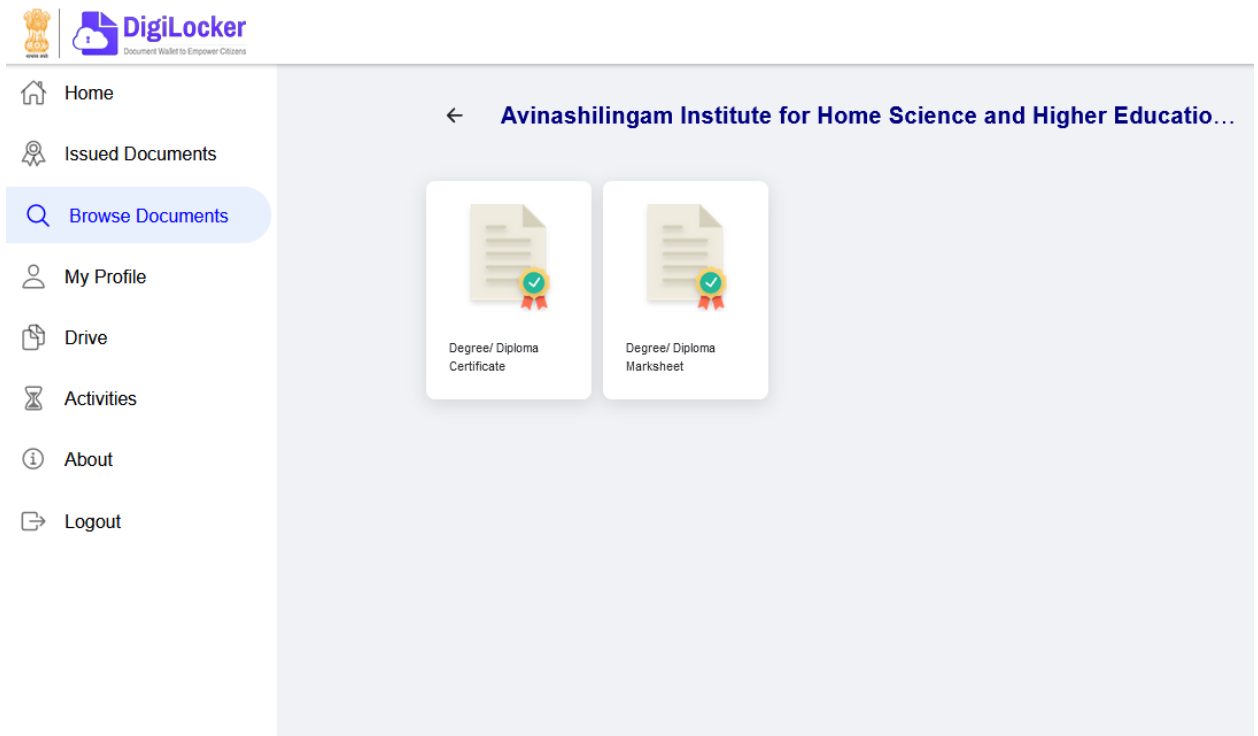 DigiLocker
Document Wallet to Empower Citizens
Home
Issued Documents
Browse Documents
My Profile
Drive
Activities
About
Logout
Avinashilingam Institute for Home Science and Higher Educatio...
Degree/ Diploma
Certificate
Degree/ Diploma
Marksheet